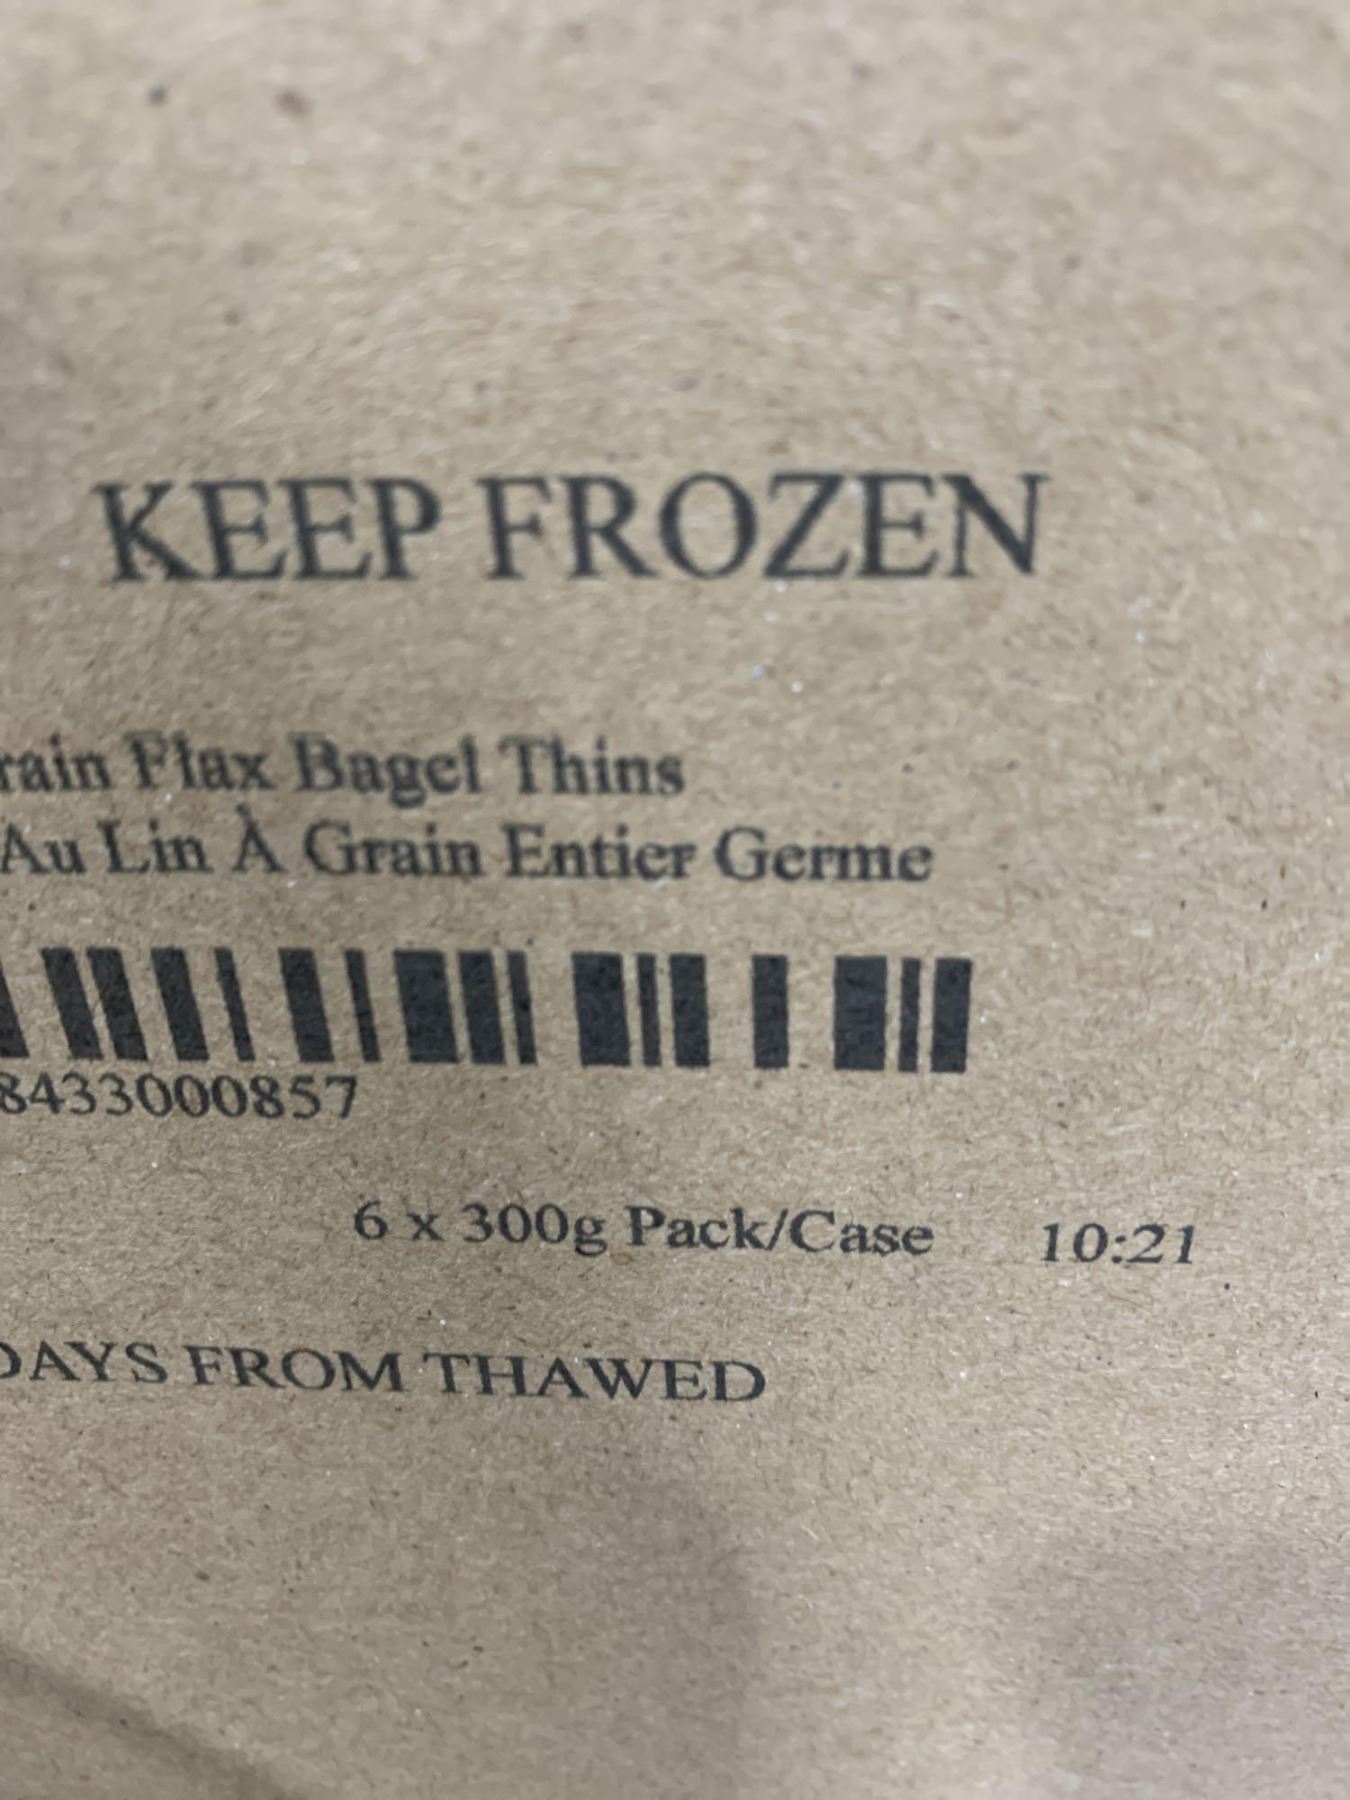 KEEP FROZEN
rain Flax Bagel Thins
Au Lin À Grain Entier Germe
8433000857
6 x 300g Pack/Case 10:21
DAYS FROM THAWED